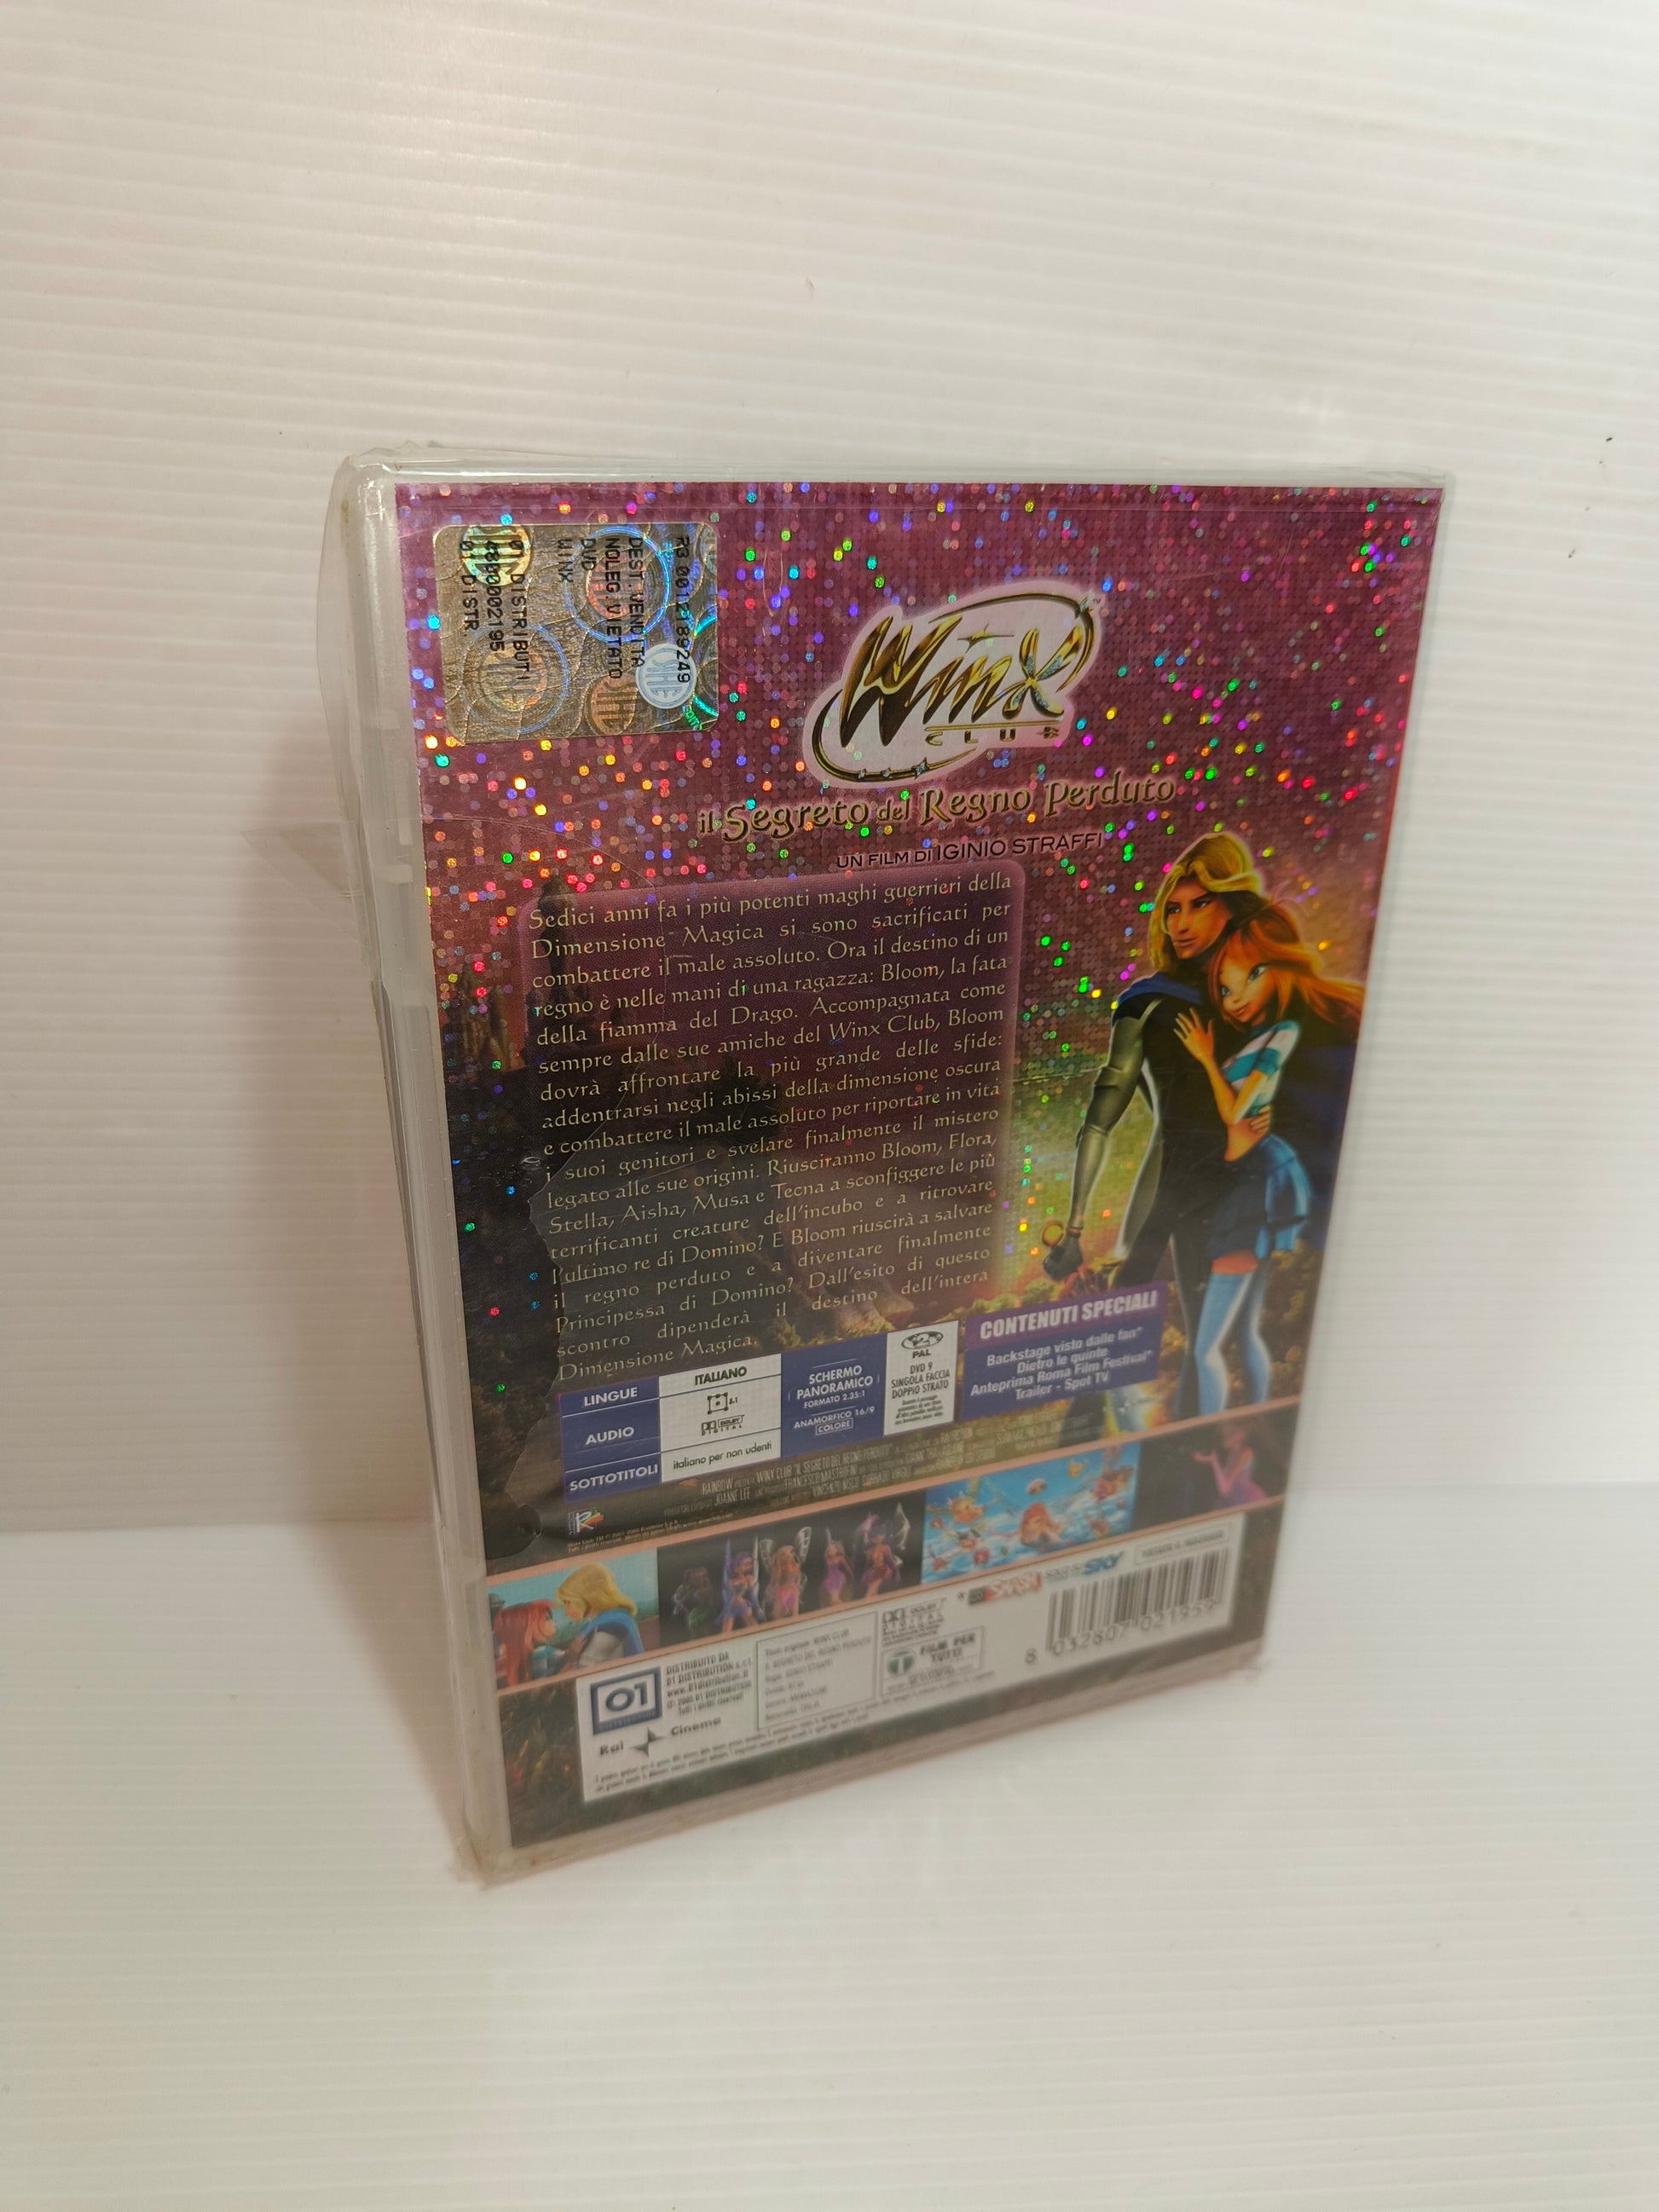 R3 0012189249
DEST.VENDITA
NOLEG.VIETATO
DVD
WINX
01 DISTRIBUTI
01 DISTR
Winx
CLUB
il Segreto del Regno Perduto
UN FILM DI IGINIO STRAFFI
Sedici anni fa i più potenti maghi guerrieri della
Dimensione Magica si sono sacrificati per
combattere il male assoluto. Ora il destino di un
regno è nelle mani di una ragazza: Bloom, la fata
della fiamma del Drago. Accompagnata come
sempre dalle sue amiche del Winx Club, Bloom
dovrà affrontare la più grande delle sfide:
addentrarsi negli abissi della dimensione oscura
e combattere il male assoluto per riportare in vita
i suoi genitori e svelare finalmente il mistero
legato alle sue origini. Riusciranno Bloom, Flora,
Stella, Aisha, Musa e Tecna a sconfiggere le più
terrificanti creature dell'incubo e a ritrovare
l'ultimo re di Domino? E Bloom riuscirà a salvare
il regno perduto e a diventare finalmente
Principessa di Domino? Dall'esito di questo
scontro dipenderà il destino dell'intera
Dimensione Magica.
LINGUE
ITALIANO
AUDIO
DOLBY
DIGITAL
SOTTOTITOLI
italiano per non udenti
SCHERMO
PANORAMICO
FORMATO 2.35:1
ANAMORFICO 16/9
COLORE
2
PAL
DVD 9
SINGOLA FACCIA
DOPPIO STRATO
CONTENUTI SPECIALI
Backstage visto dalle fan*
Dietro le quinte
Anteprima Roma Film Festival*
Trailer - Spot TV
SKY
8 032807 021959
01
DISTRIBUITO DA
01 DISTRIBUTION s.r.l.
www.01distribution.it
Rai Cinema
DOLBY
DIGITAL
FILM PER
TUTTI